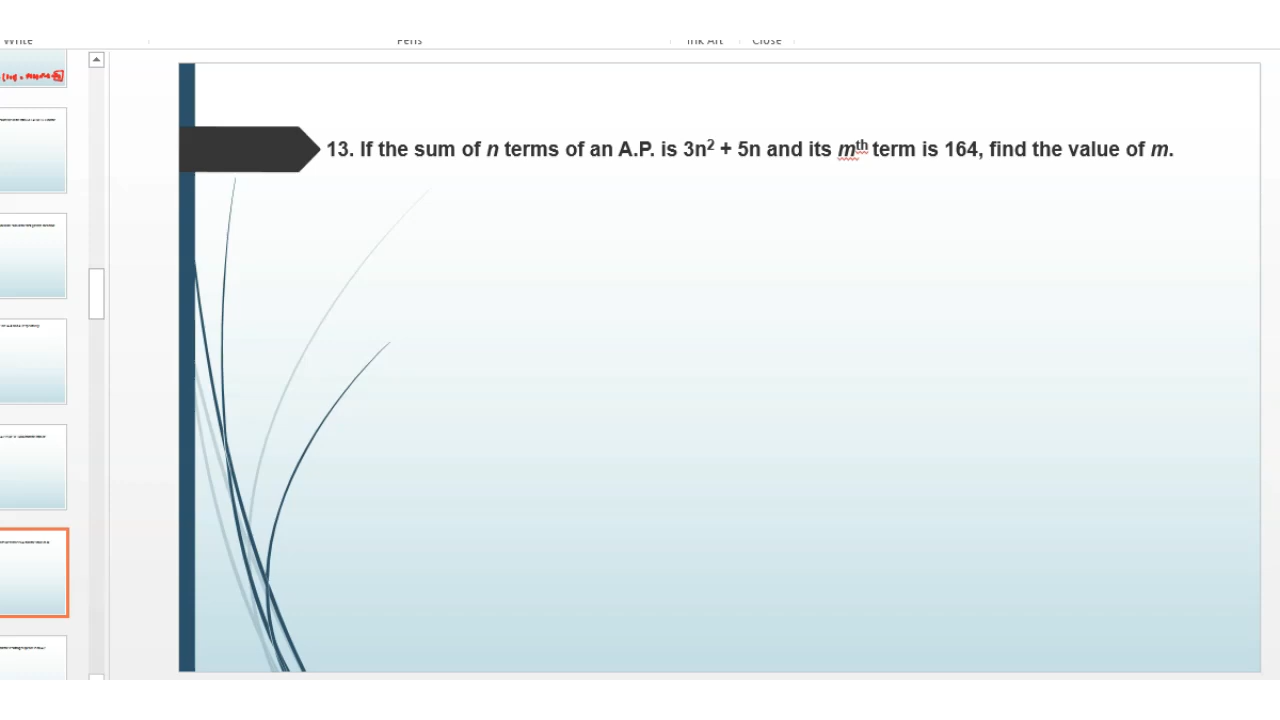 Write
Pens
Ink Art
Close
13. If the sum of n terms of an A.P. is 3n² + 5n and its mᵗʰ term is 164, find the value of m.